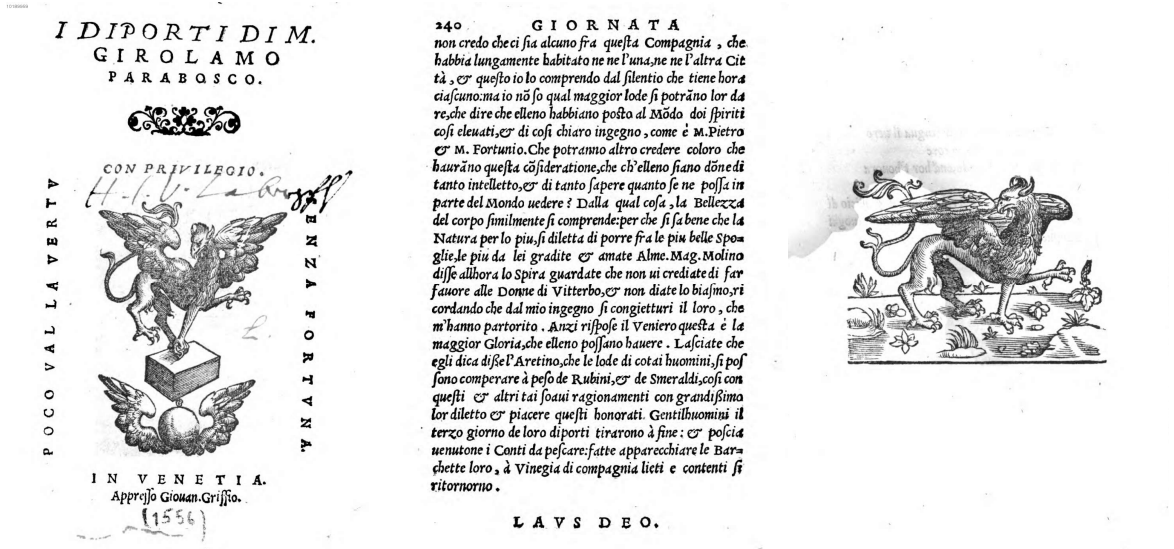 I DIPORTI DI M.
GIROLAMO
PARABOSCO.
CON PRIVILEGIO.
POCO VAL LA VERTV
SENZA FORTVNA.
L.
IN VENETIA.
Appresso Giouan. Griffio.
(1556)
240 GIORNATA
non credo che ci sia alcuno fra questa Compagnia, che
habbia lungamente habitato ne ne l'una, ne ne l'altra Cit
tà, & questo io lo comprendo dal silentio che tiene hora
ciascuno: ma io nõ so qual maggior lode si potrãno lor da
re, che dire che elleno habbiano posto al Mõdo doi spiriti
cosi eleuati, & di cosi chiaro ingegno, come è M. Pietro
& M. Fortunio. Che potranno altro credere coloro che
haurãno questa cõsideratione, che ch'elleno siano dõne di
tanto intelletto, & di tanto sapere quanto se ne possa in
parte del Mondo uedere? Dalla qual cosa, la Bellezza
del corpo similmente si comprende: per che si sa bene che la
Natura per lo piu, si diletta di porre fra le piu belle Spo=
glie, le piu da lei gradite & amate Alme. Mag. Molino
disse allhora lo Spira guardate che non ui crediate di far
fauore alle Donne di Vitterbo, & non diate lo biasmo, ri
cordando che dal mio ingegno si congietturi il loro, che
m'hanno partorito. Anzi rispose il Veniero questa è la
maggior Gloria, che elleno possano hauere. Lasciate che
egli dica disse l'Aretino, che le lode di cotai huomini, si pos
sono comperare à peso de Rubini, & de Smeraldi, cosi con
questi & altri tai soaui ragionamenti con grandissimo
lor diletto & piacere questi honorati. Gentilhuomini il
terzo giorno de loro diporti tirarono à fine: & poscia
uenutone i Conti da pescare: fatte apparecchiare le Bar=
chette loro, à Vinegia di compagnia lieti e contenti si
ritornorno.
LAVS DEO.